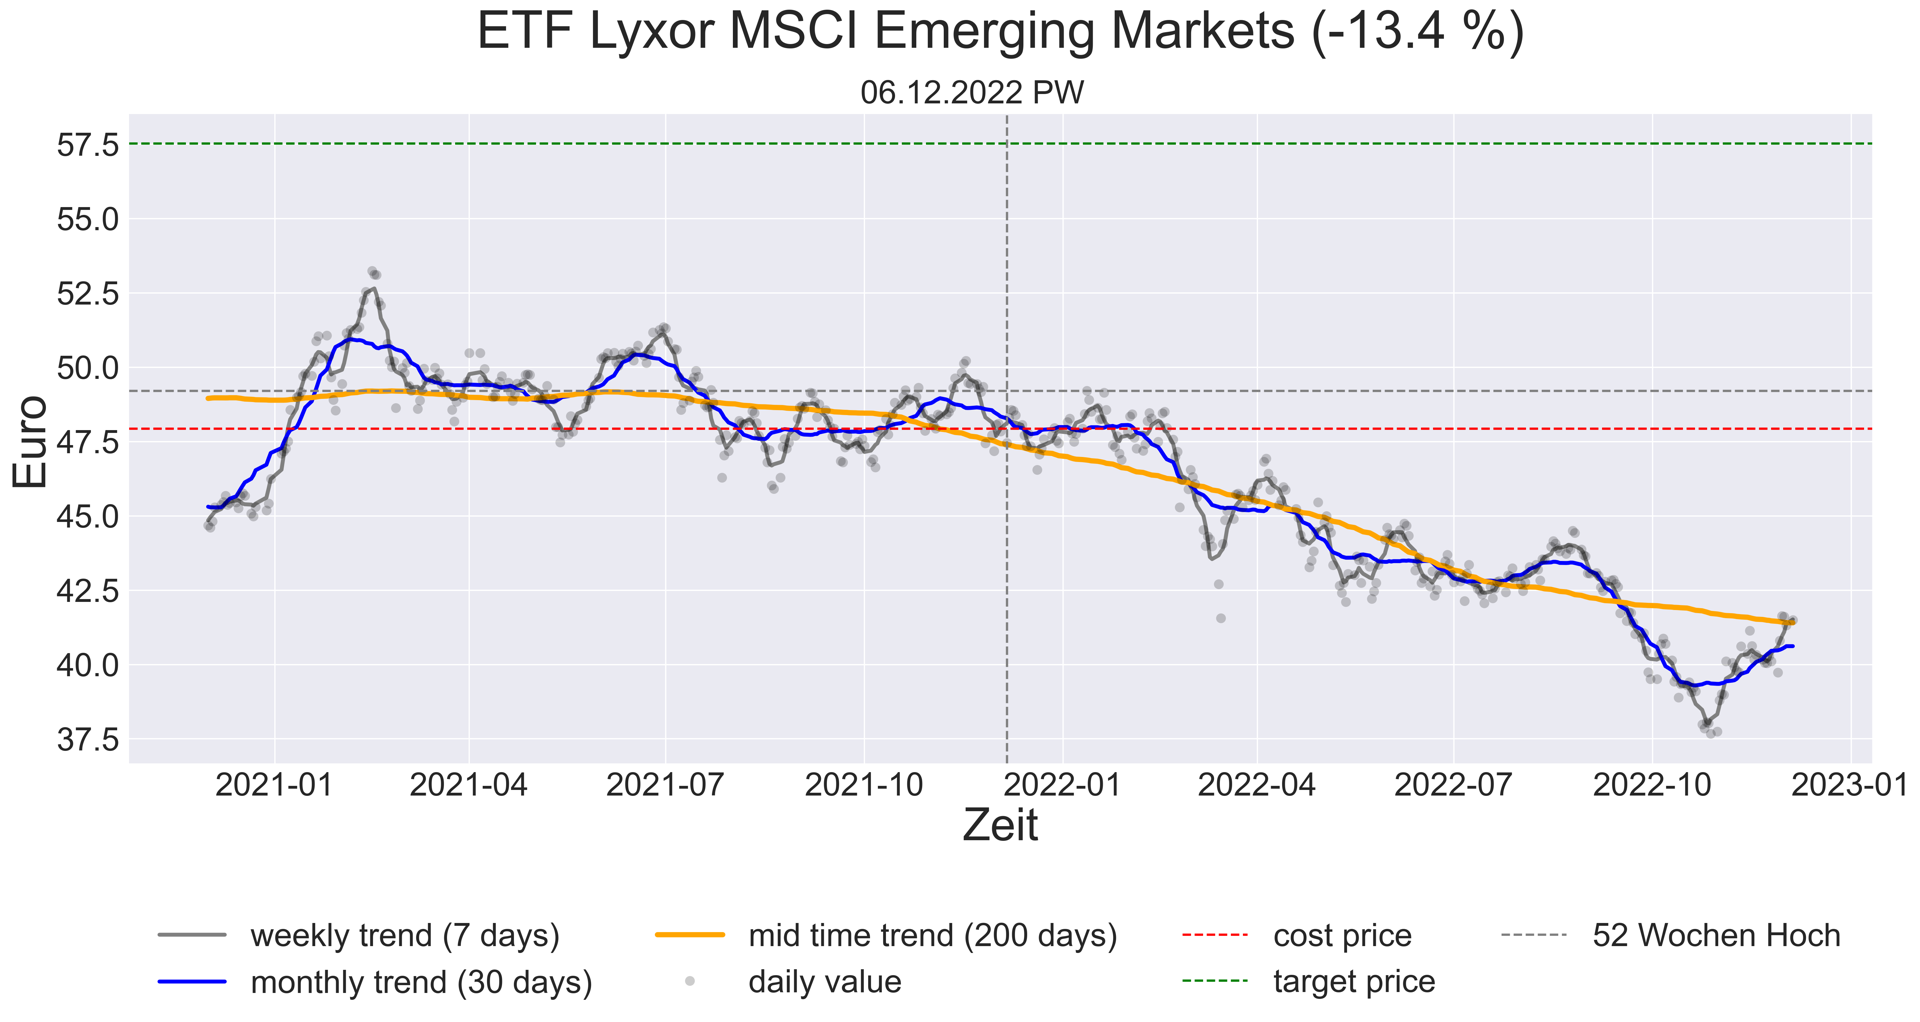 ETF Lyxor MSCI Emerging Markets (-13.4 %)
06.12.2022 PW
57.5
55.0
52.5
50.0
47.5
45.0
42.5
40.0
37.5
Euro
2021-01 2021-04 2021-07 2021-10 2022-01 2022-04 2022-07 2022-10 2023-01
Zeit
weekly trend (7 days) mid time trend (200 days) cost price 52 Wochen Hoch
monthly trend (30 days) daily value target price